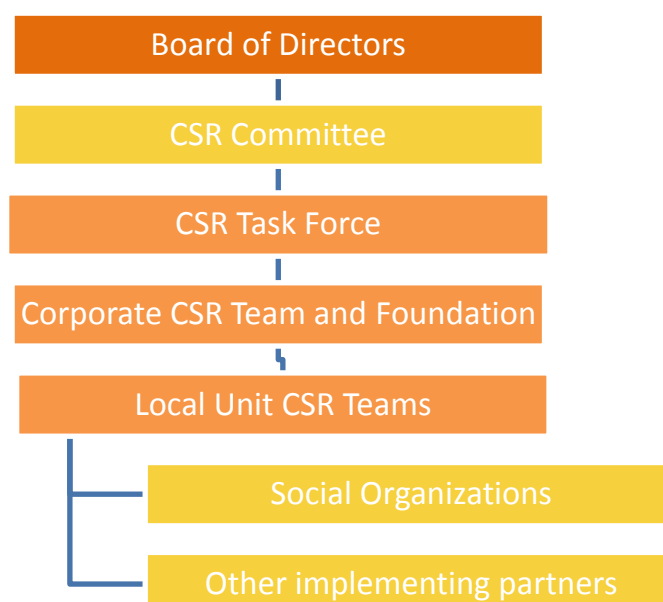 Board of Directors
CSR Committee
CSR Task Force
Corporate CSR Team and Foundation
Local Unit CSR Teams
Social Organizations
Other implementing partners